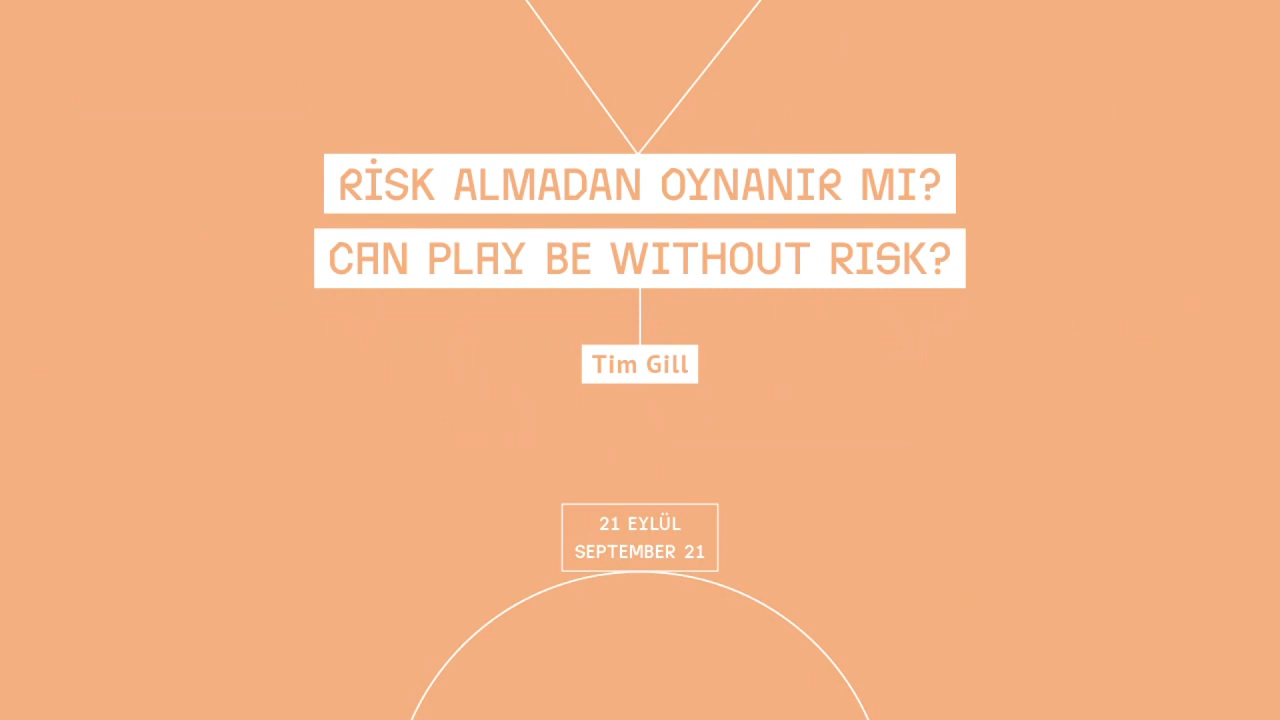 RİSK ALMADAN OYNANIR MI?
CAN PLAY BE WITHOUT RISK?
Tim Gill
21 EYLÜL
SEPTEMBER 21